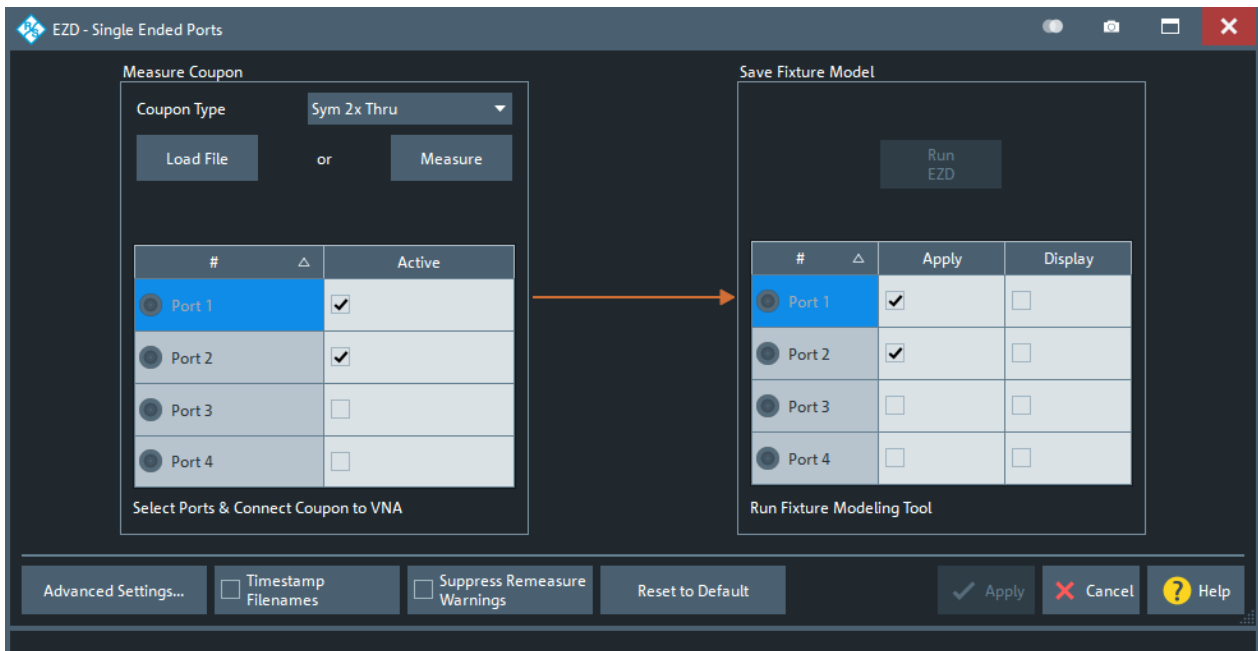 EZD - Single Ended Ports
Measure Coupon
Coupon Type
Sym 2x Thru
Load File
or
Measure
#
Active
Port 1
Port 2
Port 3
Port 4
Select Ports & Connect Coupon to VNA
Save Fixture Model
Run
EZD
#
Apply
Display
Port 1
Port 2
Port 3
Port 4
Run Fixture Modeling Tool
Advanced Settings...
Timestamp
Filenames
Suppress Remeasure
Warnings
Reset to Default
Apply
Cancel
? Help